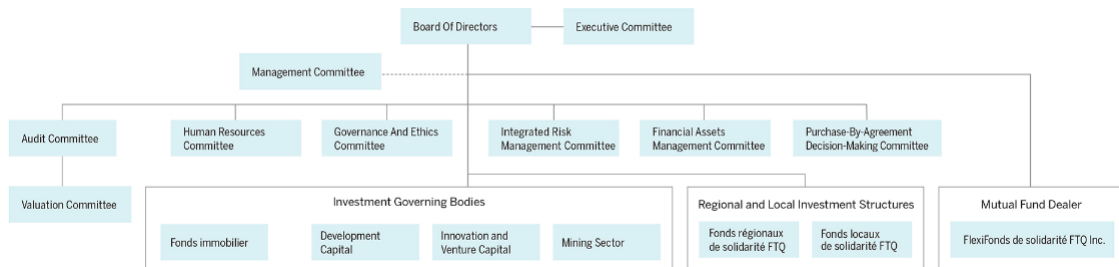 Board Of Directors
Executive Committee
Management Committee
Audit Committee
Human Resources
Committee
Governance And Ethics
Committee
Integrated Risk
Management Committee
Financial Assets
Management Committee
Purchase-By-Agreement
Decision-Making Committee
Valuation Committee
Investment Governing Bodies
Fonds immobilier
Development
Capital
Innovation and
Venture Capital
Mining Sector
Regional and Local Investment Structures
Fonds régionaux
de solidarité FTQ
Fonds locaux
de solidarité FTQ
Mutual Fund Dealer
FlexiFonds de solidarité FTQ Inc.